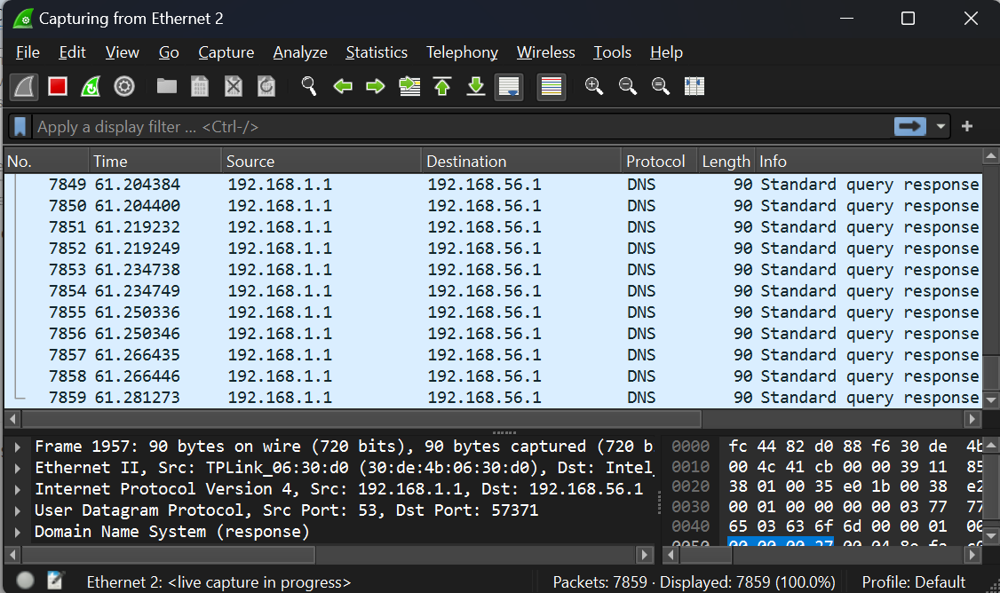 Capturing from Ethernet 2
File Edit View Go Capture Analyze Statistics Telephony Wireless Tools Help
Apply a display filter ... <Ctrl-/>
No. Time Source Destination Protocol Length Info
7849 61.204384 192.168.1.1 192.168.56.1 DNS 90 Standard query response
7850 61.204400 192.168.1.1 192.168.56.1 DNS 90 Standard query response
7851 61.219232 192.168.1.1 192.168.56.1 DNS 90 Standard query response
7852 61.219249 192.168.1.1 192.168.56.1 DNS 90 Standard query response
7853 61.234738 192.168.1.1 192.168.56.1 DNS 90 Standard query response
7854 61.234749 192.168.1.1 192.168.56.1 DNS 90 Standard query response
7855 61.250336 192.168.1.1 192.168.56.1 DNS 90 Standard query response
7856 61.250346 192.168.1.1 192.168.56.1 DNS 90 Standard query response
7857 61.266435 192.168.1.1 192.168.56.1 DNS 90 Standard query response
7858 61.266446 192.168.1.1 192.168.56.1 DNS 90 Standard query response
7859 61.281273 192.168.1.1 192.168.56.1 DNS 90 Standard query response
Frame 1957: 90 bytes on wire (720 bits), 90 bytes captured (720 b
Ethernet II, Src: TPLink_06:30:d0 (30:de:4b:06:30:d0), Dst: Intel_
Internet Protocol Version 4, Src: 192.168.1.1, Dst: 192.168.56.1
User Datagram Protocol, Src Port: 53, Dst Port: 57371
Domain Name System (response)
0000 fc 44 82 d0 88 f6 30 de 4b
0010 00 4c 41 cb 00 00 39 11 85
0020 38 01 00 35 e0 1b 00 38 e2
0030 00 01 00 00 00 00 03 77 77
0040 65 03 63 6f 6d 00 00 01 00
0050 00 00 00 27 00 04 8e fa
Ethernet 2: <live capture in progress>
Packets: 7859 · Displayed: 7859 (100.0%)
Profile: Default